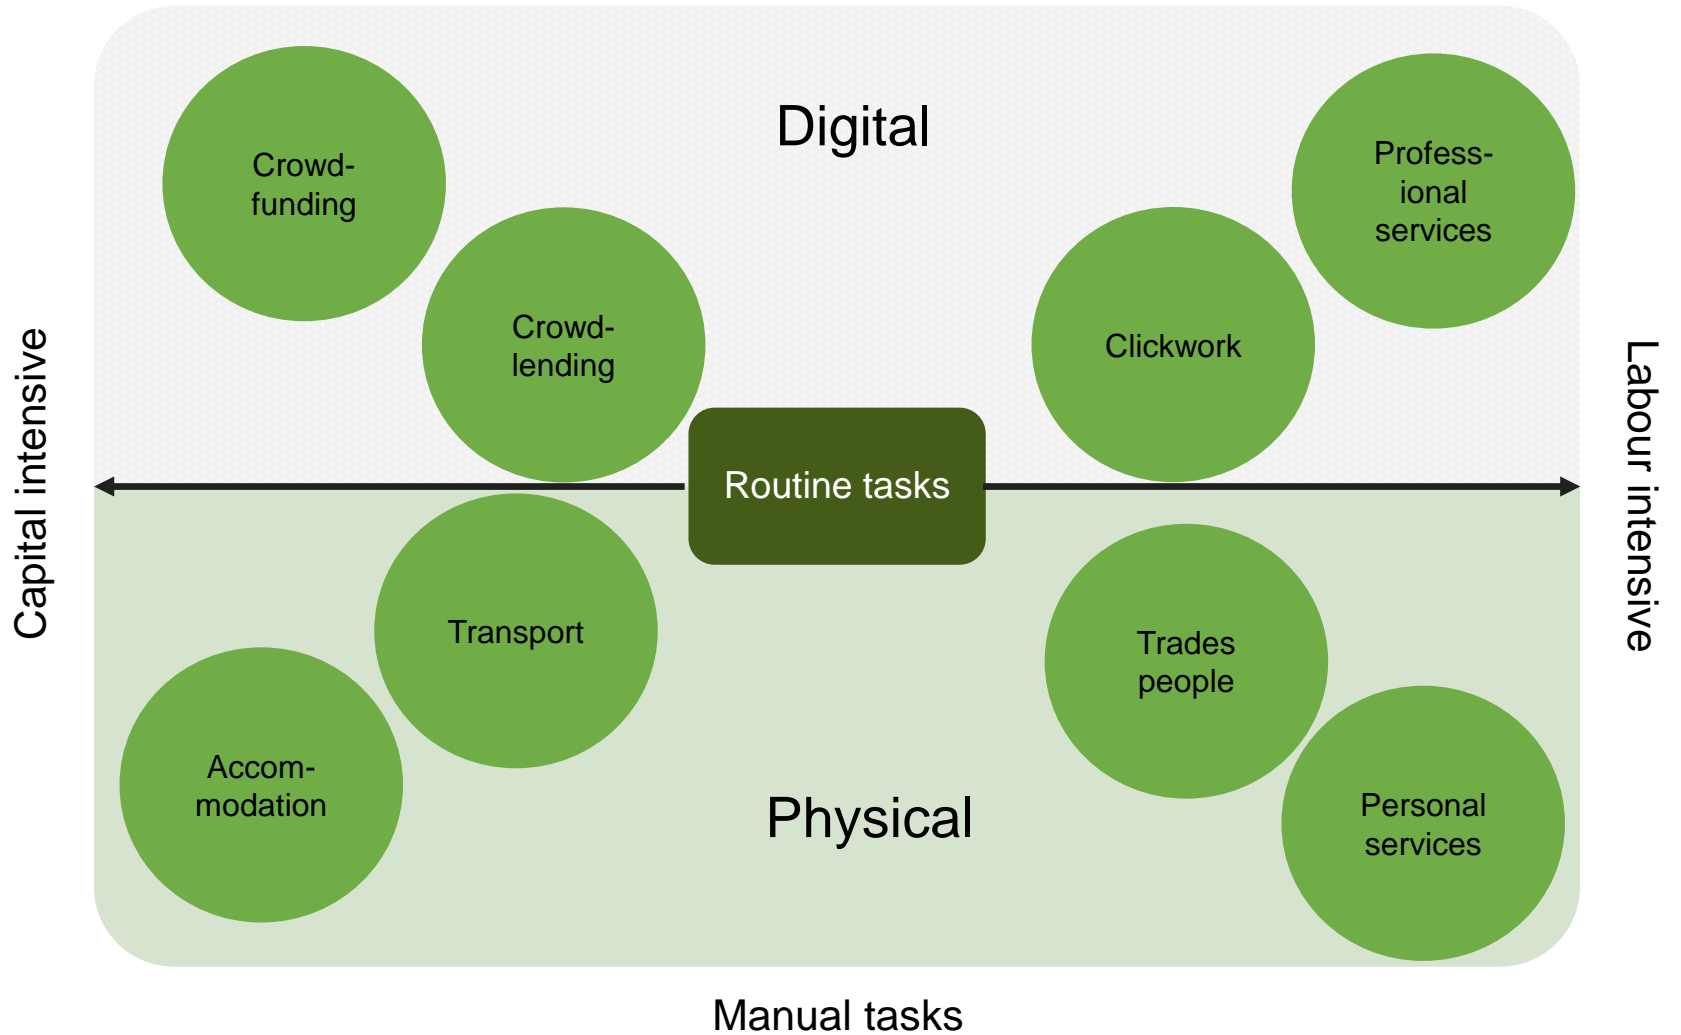 Digital
Crowd-
funding
Profess-
ional
services
Crowd-
lending
Clickwork
Capital intensive
Labour intensive
Routine tasks
Transport
Trades
people
Accom-
modation
Physical
Personal
services
Manual tasks